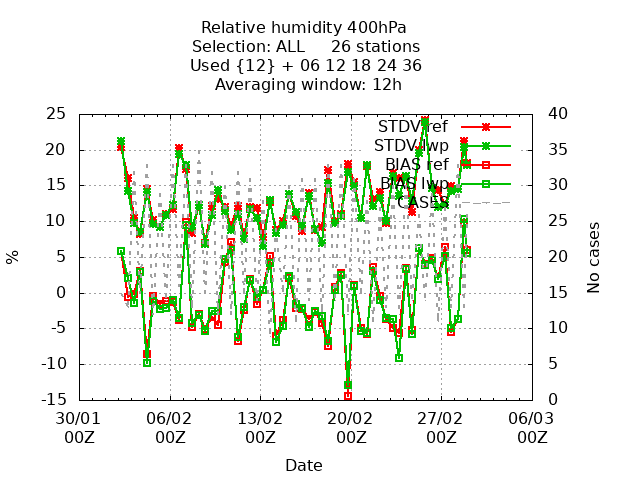 Relative humidity 400hPa
Selection: ALL 26 stations
Used {12} + 06 12 18 24 36
Averaging window: 12h
25 40
STDV ref
20 35
STDV lwp
BIAS ref
15 30
BIAS lwp
CASES
10 25
5 20
%
No cases
0 15
-5 10
-10 5
-15 0
30/01 06/02 13/02 20/02 27/02 06/03
00Z 00Z 00Z 00Z 00Z 00Z
Date